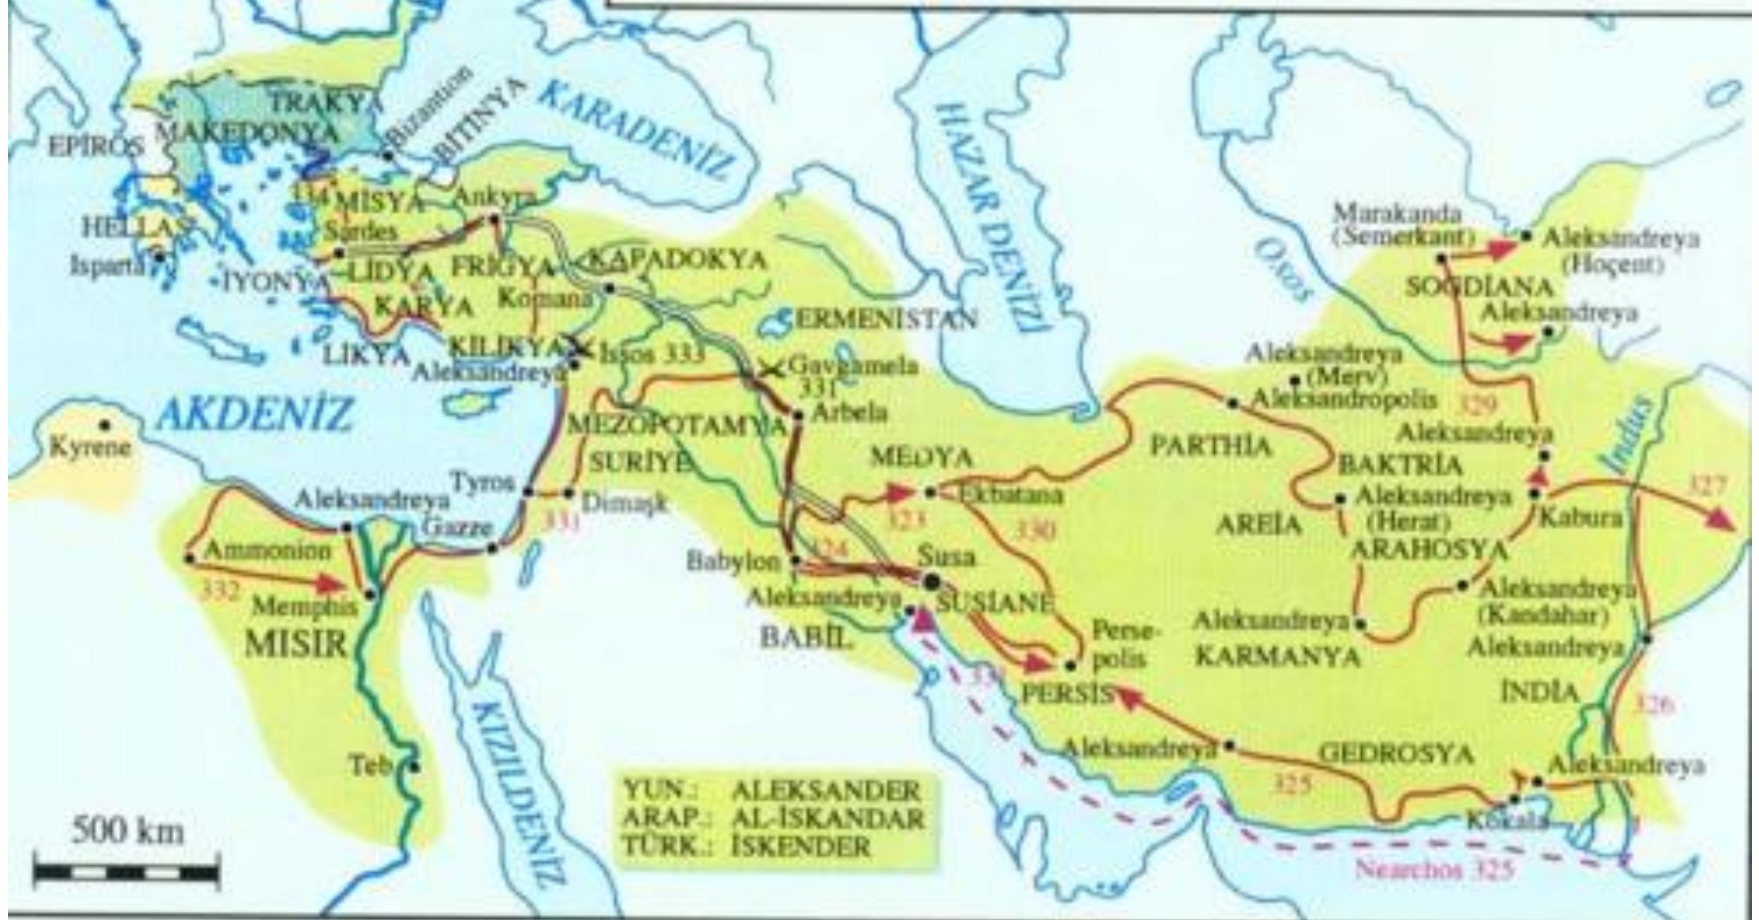 TRAKYA
MAKEDONYA
EPİROS
Bizantion
BİTİNYA
KARADENİZ
HAZAR DENİZİ
334
MİSYA
Ankyra
HELLAS
Sardes
Isparta
İYONYA
LİDYA
FRİGYA
KAPADOKYA
KARYA
Komana
LİKYA
KİLİKYA
Issos 333
Aleksandreya
ERMENİSTAN
Gavgamela
331
Arbela
AKDENİZ
Kyrene
MEZOPOTAMYA
SURİYE
MEDYA
Ekbatana
323
330
Tyros
Dimaşk
331
Aleksandreya
Gazze
Ammonion
332
Memphis
MISIR
Teb
Babylon
324
Susa
Aleksandreya
SUSİANE
BABİL
Perse-
polis
PERSİS
KIZILDENİZ
Oxos
Marakanda
(Semerkant)
Aleksandreya
(Hoçent)
SOGDİANA
Aleksandreya
Aleksandreya
(Merv)
Aleksandropolis
329
Aleksandreya
PARTHİA
BAKTRİA
Indus
327
Aleksandreya
(Herat)
AREİA
Kabura
ARAHOSYA
Aleksandreya
(Kandahar)
Aleksandreya
KARMANYA
Aleksandreya
İNDİA
326
Aleksandreya
GEDROSYA
Aleksandreya
325
Kokala
Nearchos 325
YUN.: ALEKSANDER
ARAP.: AL-İSKANDAR
TÜRK.: İSKENDER
500 km